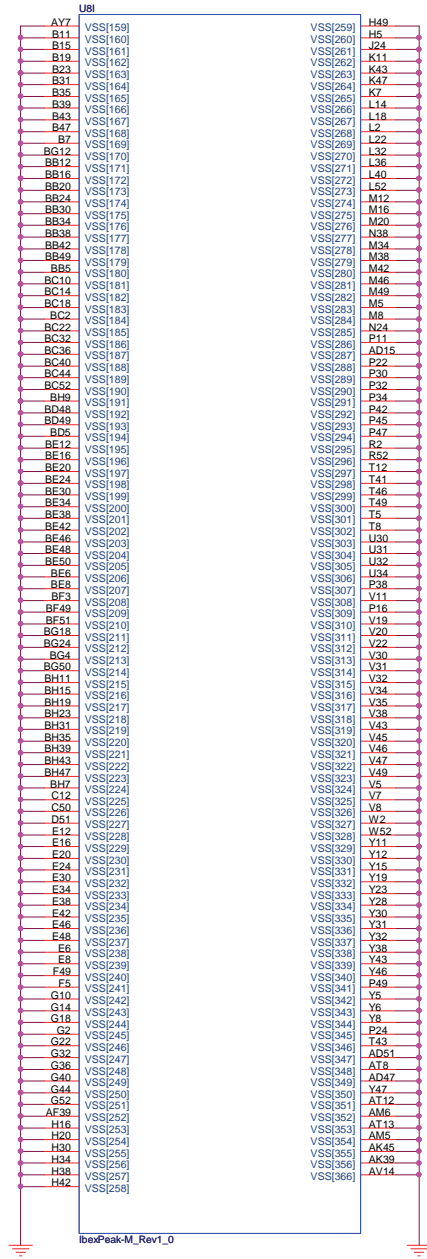 U8I
AY7 VSS[159] VSS[259] H49
B11 VSS[160] VSS[260] H5
B15 VSS[161] VSS[261] J24
B19 VSS[162] VSS[262] K11
B23 VSS[163] VSS[263] K43
B31 VSS[164] VSS[264] K47
B35 VSS[165] VSS[265] K7
B39 VSS[166] VSS[266] L14
B43 VSS[167] VSS[267] L18
B47 VSS[168] VSS[268] L2
B7 VSS[169] VSS[269] L22
BG12 VSS[170] VSS[270] L32
BB12 VSS[171] VSS[271] L36
BB16 VSS[172] VSS[272] L40
BB20 VSS[173] VSS[273] L52
BB24 VSS[174] VSS[274] M12
BB30 VSS[175] VSS[275] M16
BB34 VSS[176] VSS[276] M20
BB38 VSS[177] VSS[277] N38
BB42 VSS[178] VSS[278] M34
BB49 VSS[179] VSS[279] M38
BB5 VSS[180] VSS[280] M42
BC10 VSS[181] VSS[281] M46
BC14 VSS[182] VSS[282] M49
BC18 VSS[183] VSS[283] M5
BC2 VSS[184] VSS[284] M8
BC22 VSS[185] VSS[285] N24
BC32 VSS[186] VSS[286] P11
BC36 VSS[187] VSS[287] AD15
BC40 VSS[188] VSS[288] P22
BC44 VSS[189] VSS[289] P30
BC52 VSS[190] VSS[290] P32
BH9 VSS[191] VSS[291] P34
BD48 VSS[192] VSS[292] P42
BD49 VSS[193] VSS[293] P45
BD5 VSS[194] VSS[294] P47
BE12 VSS[195] VSS[295] R2
BE16 VSS[196] VSS[296] R52
BE20 VSS[197] VSS[297] T12
BE24 VSS[198] VSS[298] T41
BE30 VSS[199] VSS[299] T46
BE34 VSS[200] VSS[300] T49
BE38 VSS[201] VSS[301] T5
BE42 VSS[202] VSS[302] T8
BE46 VSS[203] VSS[303] U30
BE48 VSS[204] VSS[304] U31
BE50 VSS[205] VSS[305] U32
BE6 VSS[206] VSS[306] U34
BE8 VSS[207] VSS[307] P38
BF3 VSS[208] VSS[308] V11
BF49 VSS[209] VSS[309] P16
BF51 VSS[210] VSS[310] V19
BG18 VSS[211] VSS[311] V20
BG24 VSS[212] VSS[312] V22
BG4 VSS[213] VSS[313] V30
BG50 VSS[214] VSS[314] V31
BH11 VSS[215] VSS[315] V32
BH15 VSS[216] VSS[316] V34
BH19 VSS[217] VSS[317] V35
BH23 VSS[218] VSS[318] V38
BH31 VSS[219] VSS[319] V43
BH35 VSS[220] VSS[320] V45
BH39 VSS[221] VSS[321] V46
BH43 VSS[222] VSS[322] V47
BH47 VSS[223] VSS[323] V49
BH7 VSS[224] VSS[324] V5
C12 VSS[225] VSS[325] V7
C50 VSS[226] VSS[326] V8
D51 VSS[227] VSS[327] W2
E12 VSS[228] VSS[328] W52
E16 VSS[229] VSS[329] Y11
E20 VSS[230] VSS[330] Y12
E24 VSS[231] VSS[331] Y15
E30 VSS[232] VSS[332] Y19
E34 VSS[233] VSS[333] Y23
E38 VSS[234] VSS[334] Y28
E42 VSS[235] VSS[335] Y30
E46 VSS[236] VSS[336] Y31
E48 VSS[237] VSS[337] Y32
E6 VSS[238] VSS[338] Y38
E8 VSS[239] VSS[339] Y43
F49 VSS[240] VSS[340] Y46
F5 VSS[241] VSS[341] P49
G10 VSS[242] VSS[342] Y5
G14 VSS[243] VSS[343] Y6
G18 VSS[244] VSS[344] Y8
G2 VSS[245] VSS[345] P24
G22 VSS[246] VSS[346] T43
G32 VSS[247] VSS[347] AD51
G36 VSS[248] VSS[348] AT8
G40 VSS[249] VSS[349] AD47
G44 VSS[250] VSS[350] Y47
G52 VSS[251] VSS[351] AT12
AF39 VSS[252] VSS[352] AM6
H16 VSS[253] VSS[353] AT13
H20 VSS[254] VSS[354] AM5
H30 VSS[255] VSS[355] AK45
H34 VSS[256] VSS[356] AK39
H38 VSS[257] VSS[366] AV14
H42 VSS[258]
IbexPeak-M_Rev1_0